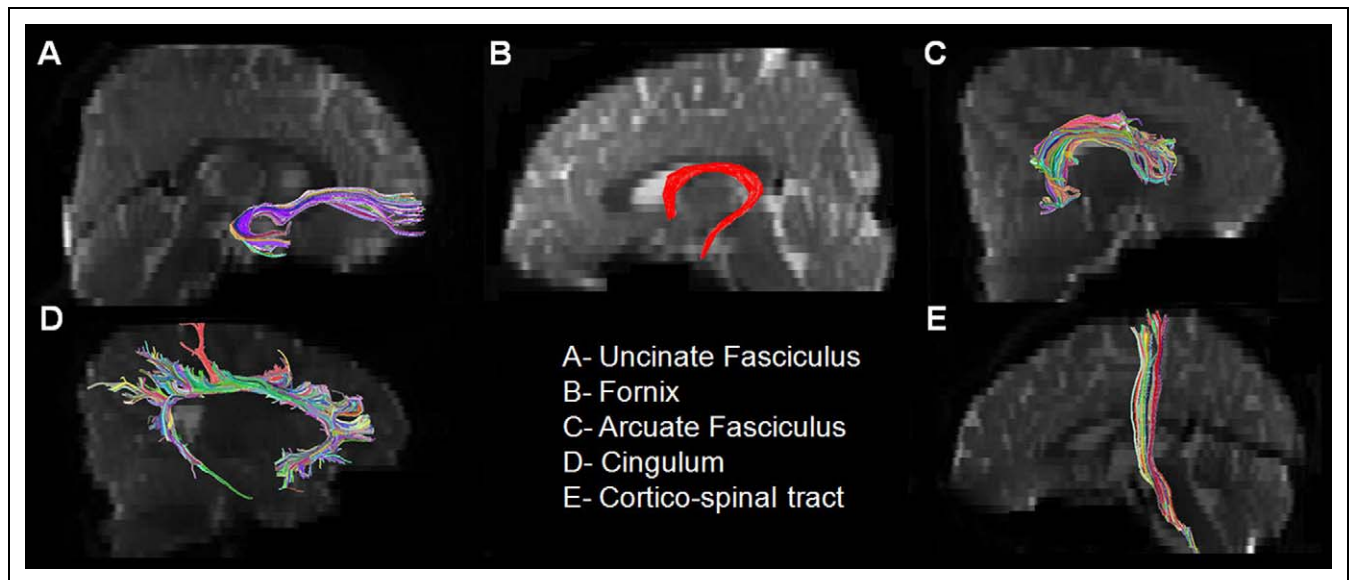 A
B
C
D
E
A- Uncinate Fasciculus
B- Fornix
C- Arcuate Fasciculus
D- Cingulum
E- Cortico-spinal tract